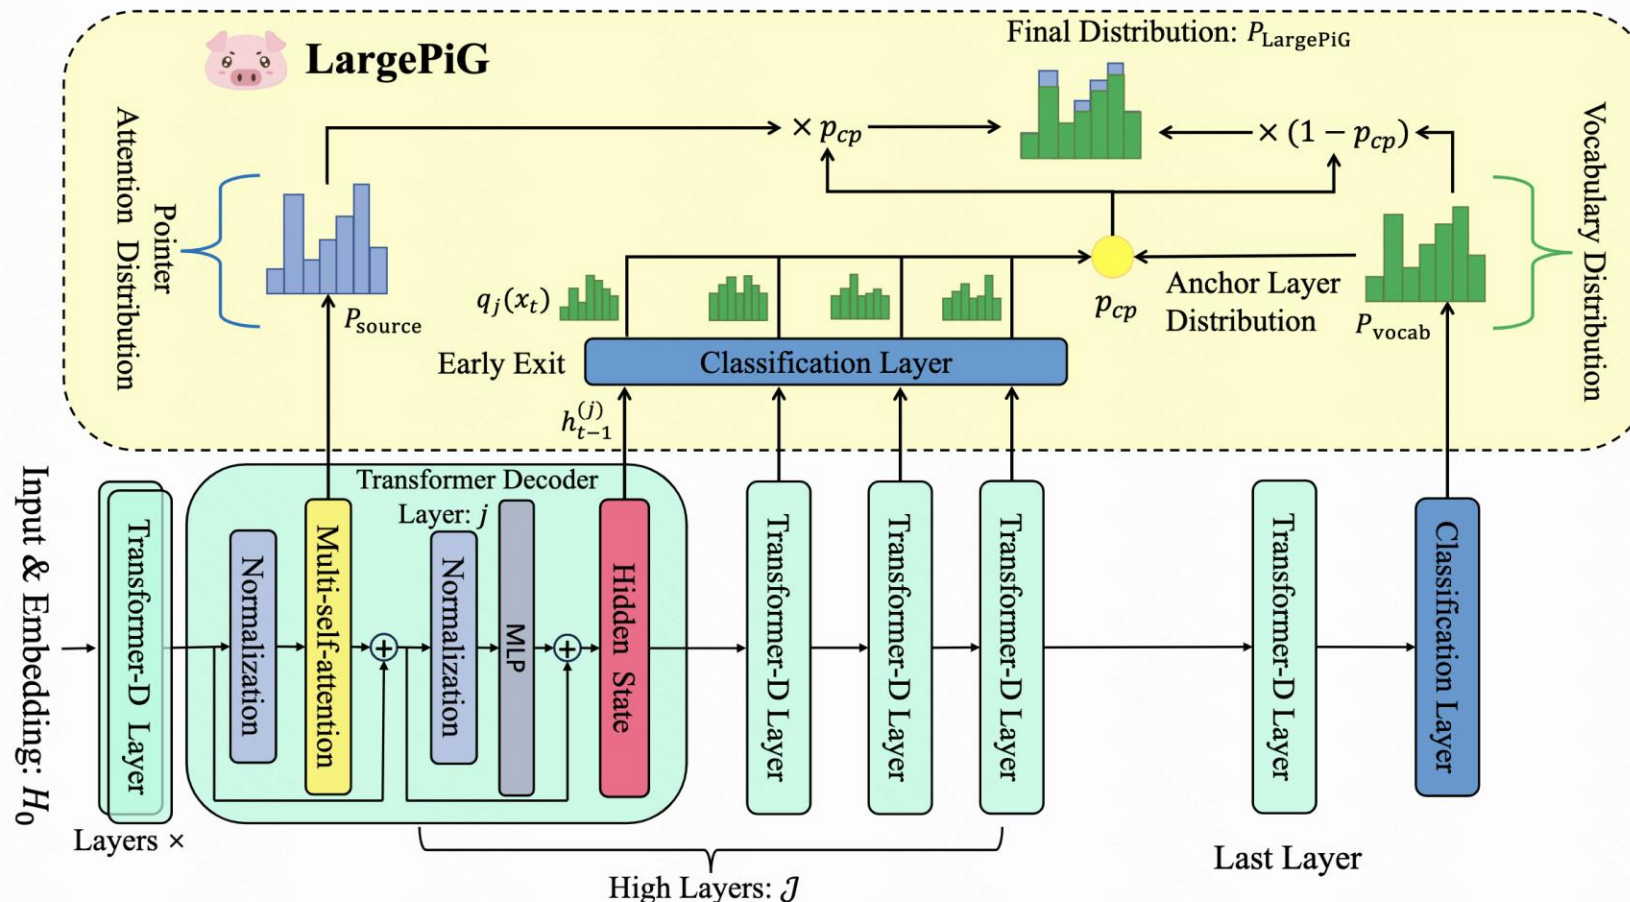 LargePiG
Final Distribution: P_LargePiG
Attention Distribution
Pointer
× p_cp
× (1 − p_cp)
Vocabulary Distribution
P_source
q_j(x_t)
p_cp
Anchor Layer
Distribution
P_vocab
Early Exit
Classification Layer
h_{t−1}^{(j)}
Input & Embedding: H_0
Transformer-D Layer
Layers ×
Transformer Decoder
Layer: j
Normalization
Multi-self-attention
+
Normalization
MLP
+
Hidden State
Transformer-D Layer
Transformer-D Layer
Transformer-D Layer
Transformer-D Layer
Classification Layer
High Layers: 𝒥
Last Layer